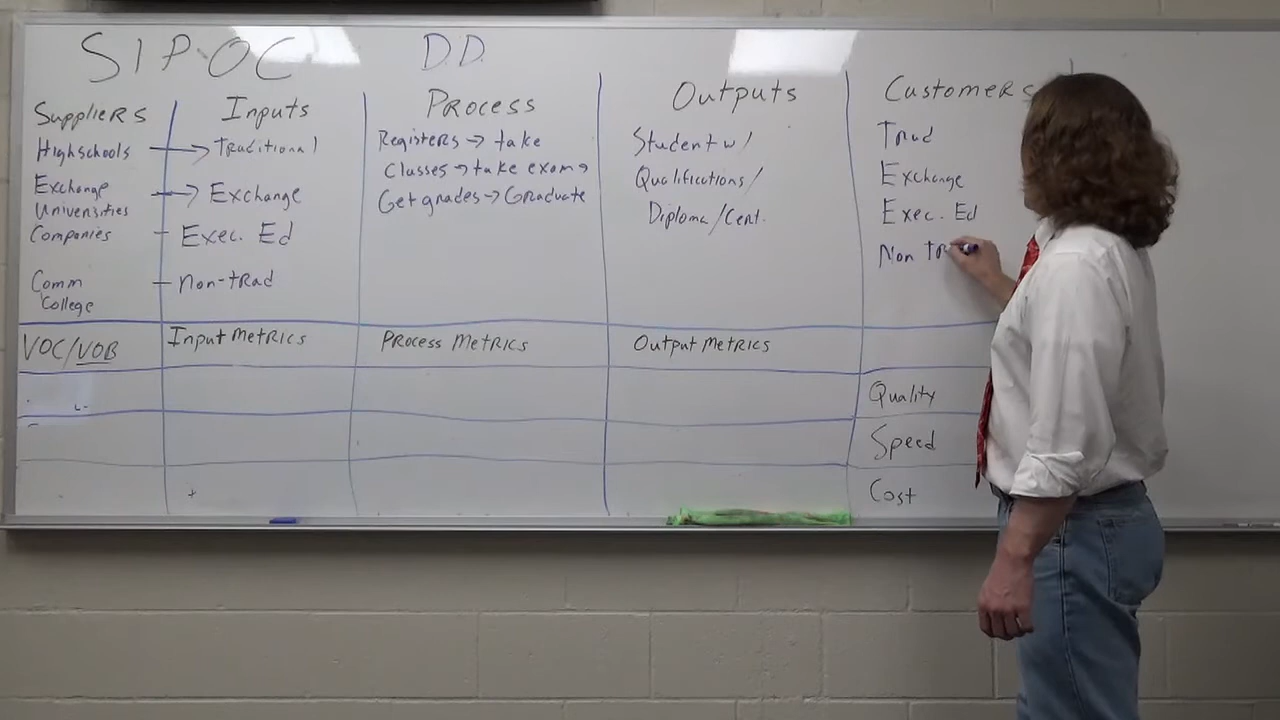 SIPOC D.D.
Suppliers Inputs Process Outputs Customers
Highschools
Exchange
Universities
Companies
Comm
College
Traditional
Exchange
Exec. Ed
Non-trad
Registers → take
Classes → take exam →
Get grades → Graduate
Student w/
Qualifications/
Diploma/Cert.
Trad
Exchange
Exec. Ed
Non tr
VOC/VOB Input Metrics Process Metrics Output Metrics
Quality
Speed
Cost